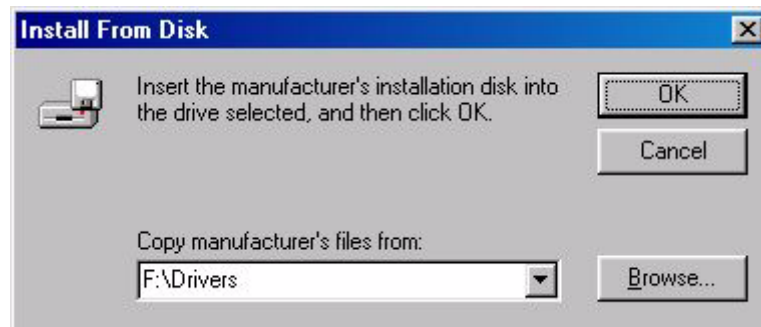 Install From Disk
Insert the manufacturer's installation disk into
the drive selected, and then click OK.
OK
Cancel
Copy manufacturer's files from:
F:\Drivers
Browse...